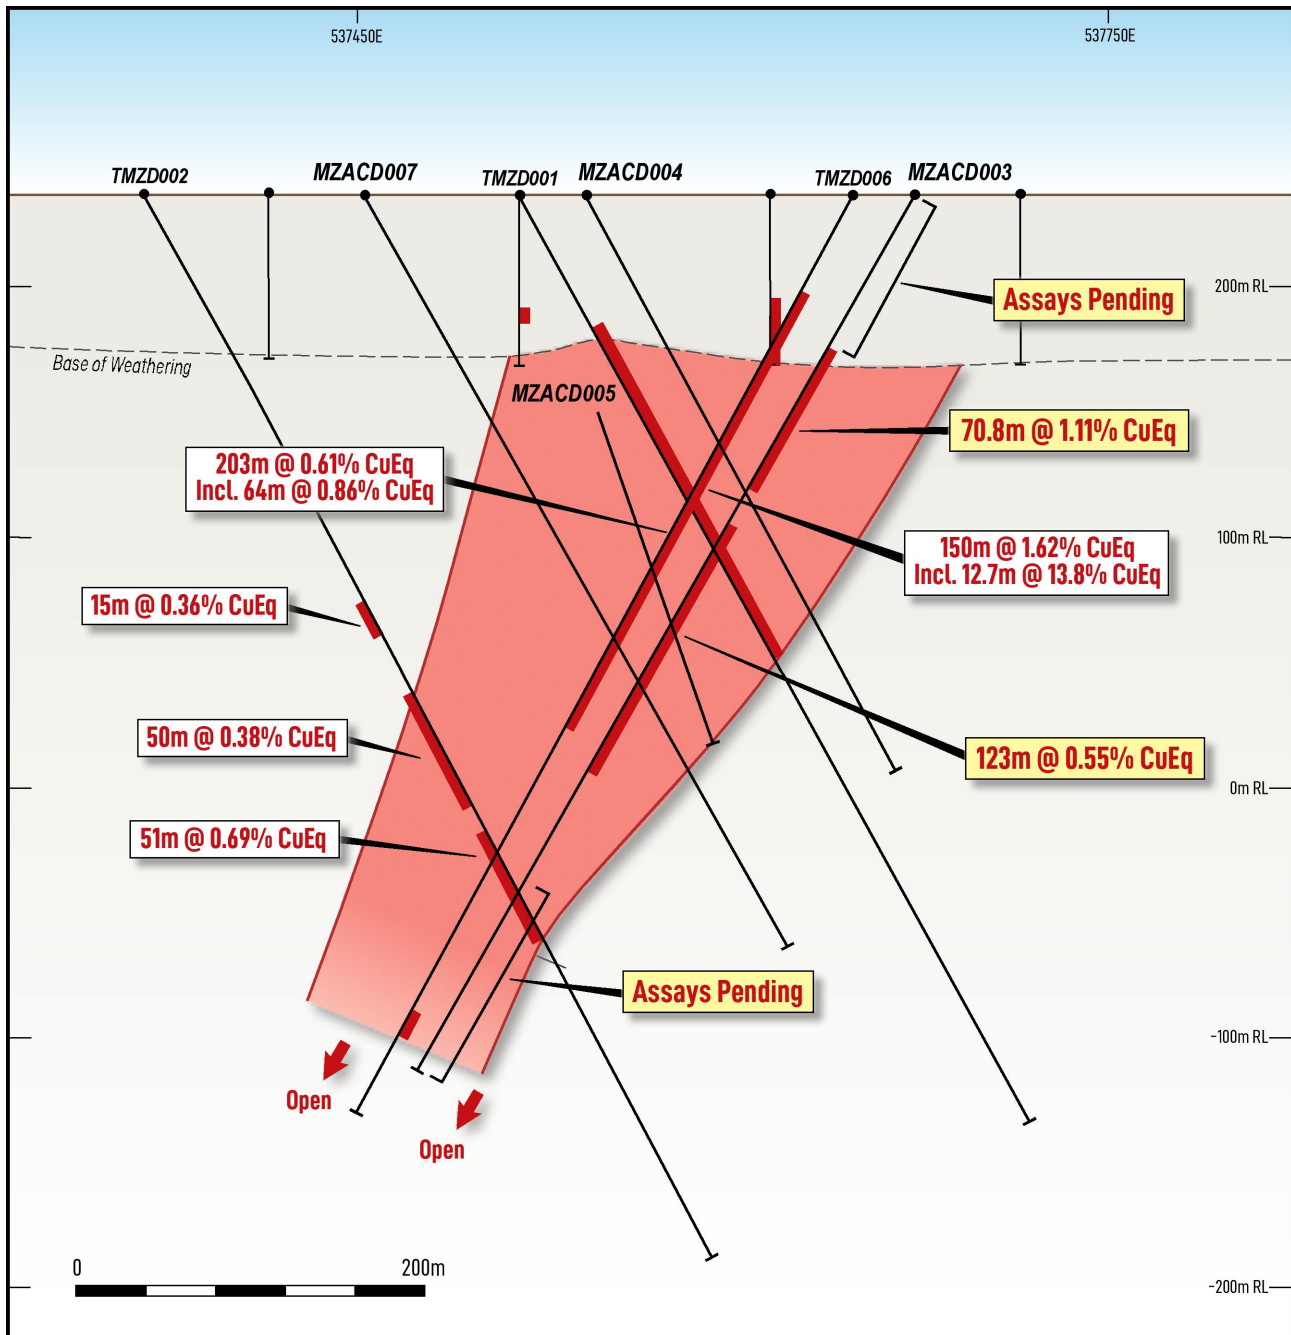 537450E
537750E
TMZD002
MZACD007
TMZD001
MZACD004
TMZD006
MZACD003
Assays Pending
200m RL
Base of Weathering
MZACD005
70.8m @ 1.11% CuEq
203m @ 0.61% CuEq
Incl. 64m @ 0.86% CuEq
100m RL
150m @ 1.62% CuEq
Incl. 12.7m @ 13.8% CuEq
15m @ 0.36% CuEq
50m @ 0.38% CuEq
123m @ 0.55% CuEq
0m RL
51m @ 0.69% CuEq
Assays Pending
-100m RL
Open
Open
0
200m
-200m RL